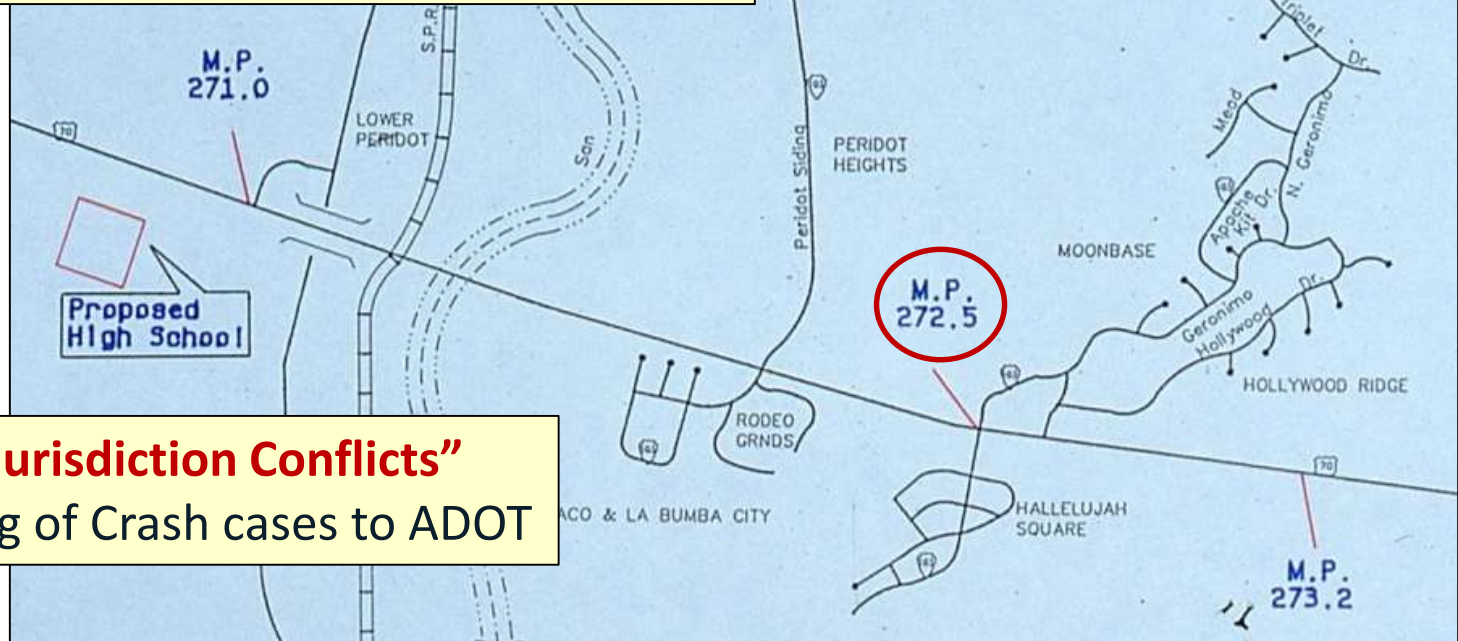 S.P.R
Triplet
Dr.
M.P.
271.0
70
LOWER
PERIDOT
San
Peridot Siding
PERIDOT
HEIGHTS
Mead
N. Geronimo
Apache
Kit Dr.
MOONBASE
Proposed
High School
M.P.
272.5
Geronimo
Hollywood
Dr.
HOLLYWOOD RIDGE
RODEO
GRNDS
70
urisdiction Conflicts”
g of Crash cases to ADOT
ACO & LA BUMBA CITY
HALLELUJAH
SQUARE
M.P.
273.2